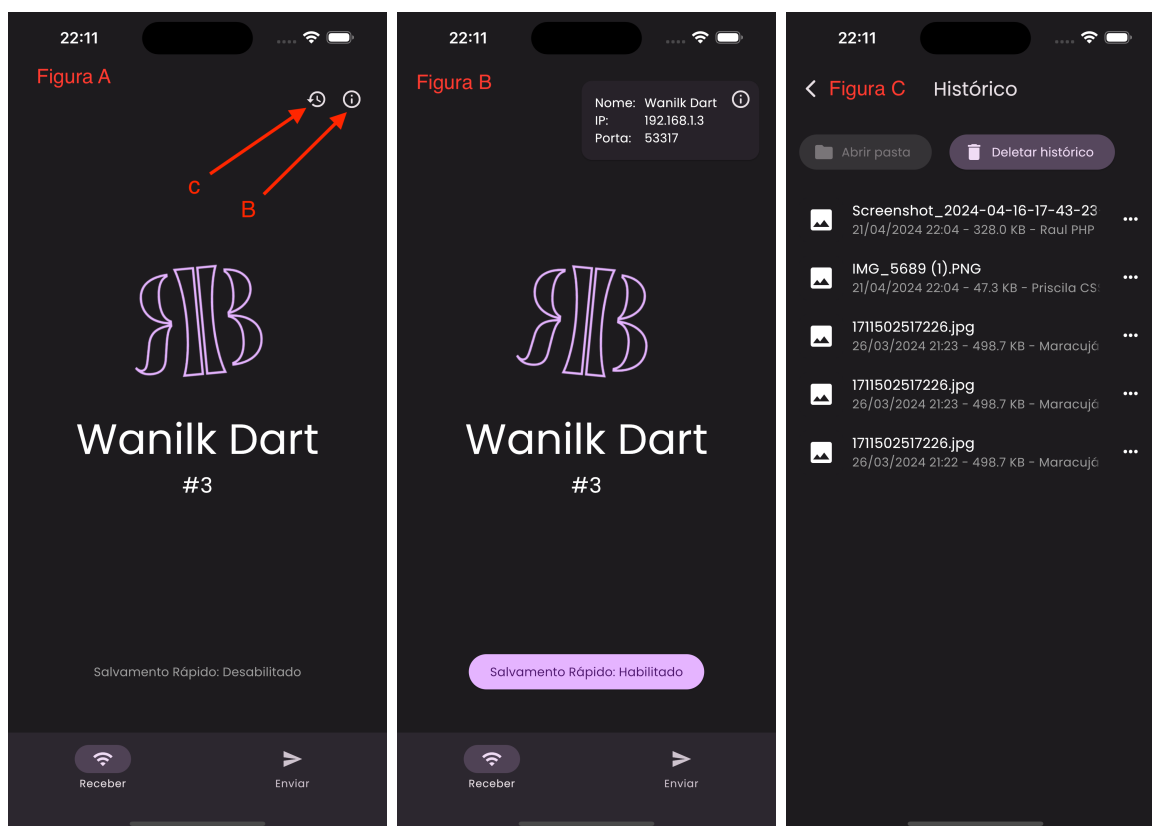 22:11
Figura A
c
B
Wanilk Dart
#3
Salvamento Rápido: Desabilitado
Receber
Enviar
22:11
Figura B
Nome: Wanilk Dart
IP: 192.168.1.3
Porta: 53317
Wanilk Dart
#3
Salvamento Rápido: Habilitado
Receber
Enviar
22:11
Figura C
Histórico
Abrir pasta
Deletar histórico
Screenshot_2024-04-16-17-43-23
21/04/2024 22:04 - 328.0 KB - Raul PHP
IMG_5689 (1).PNG
21/04/2024 22:04 - 47.3 KB - Priscila CS
1711502517226.jpg
26/03/2024 21:23 - 498.7 KB - Maracujá
1711502517226.jpg
26/03/2024 21:23 - 498.7 KB - Maracujá
1711502517226.jpg
26/03/2024 21:22 - 498.7 KB - Maracujá